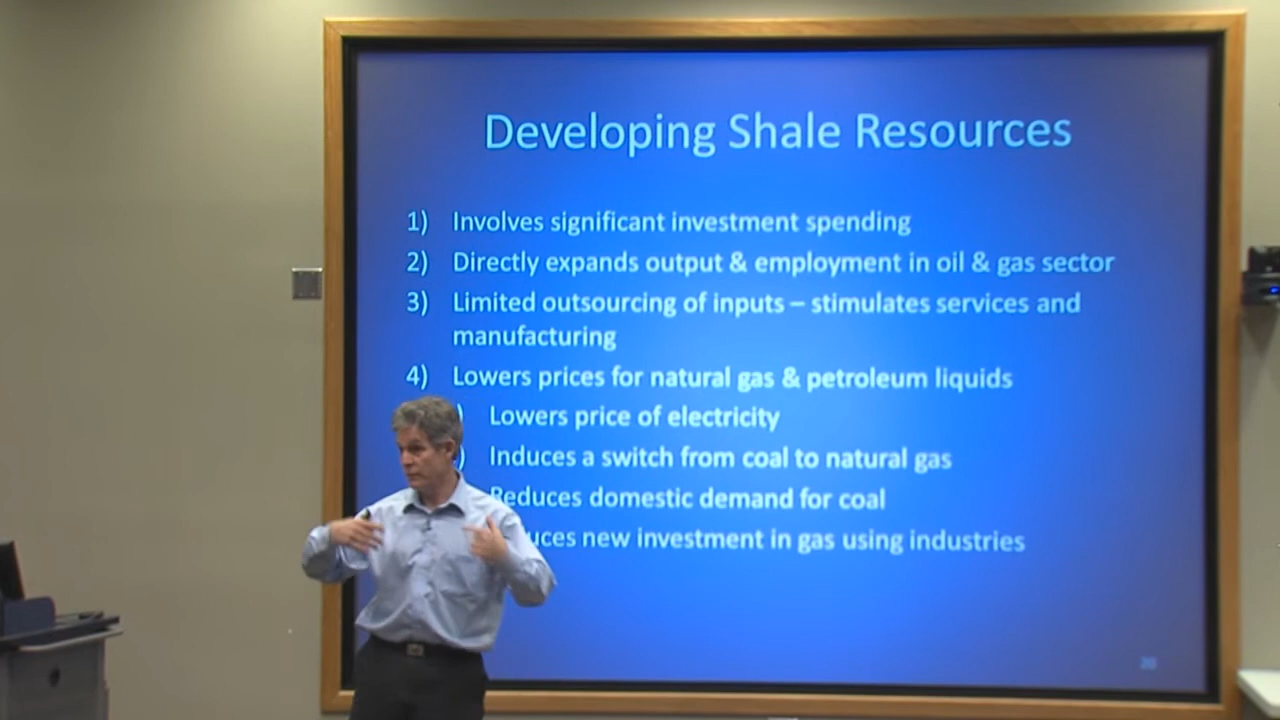 Developing Shale Resources
1) Involves significant investment spending
2) Directly expands output & employment in oil & gas sector
3) Limited outsourcing of inputs – stimulates services and
manufacturing
4) Lowers prices for natural gas & petroleum liquids
) Lowers price of electricity
) Induces a switch from coal to natural gas
Reduces domestic demand for coal
uces new investment in gas using industries